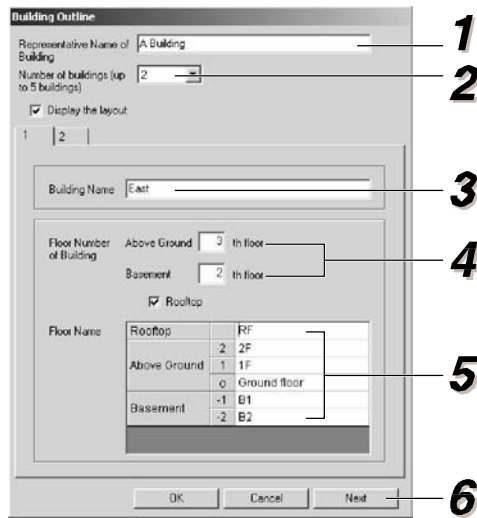 Building Outline
Representative Name of
Building
A Building
1
Number of buildings (up
to 5 buildings)
2
2
Display the layout
1 2
Building Name East
3
Floor Number
of Building
Above Ground 3 th floor
Basement 2 th floor
4
Rooftop
Floor Name
Rooftop RF
Above Ground
2 2F
1 1F
0 Ground floor
5
Basement
-1 B1
-2 B2
OK Cancel Next
6